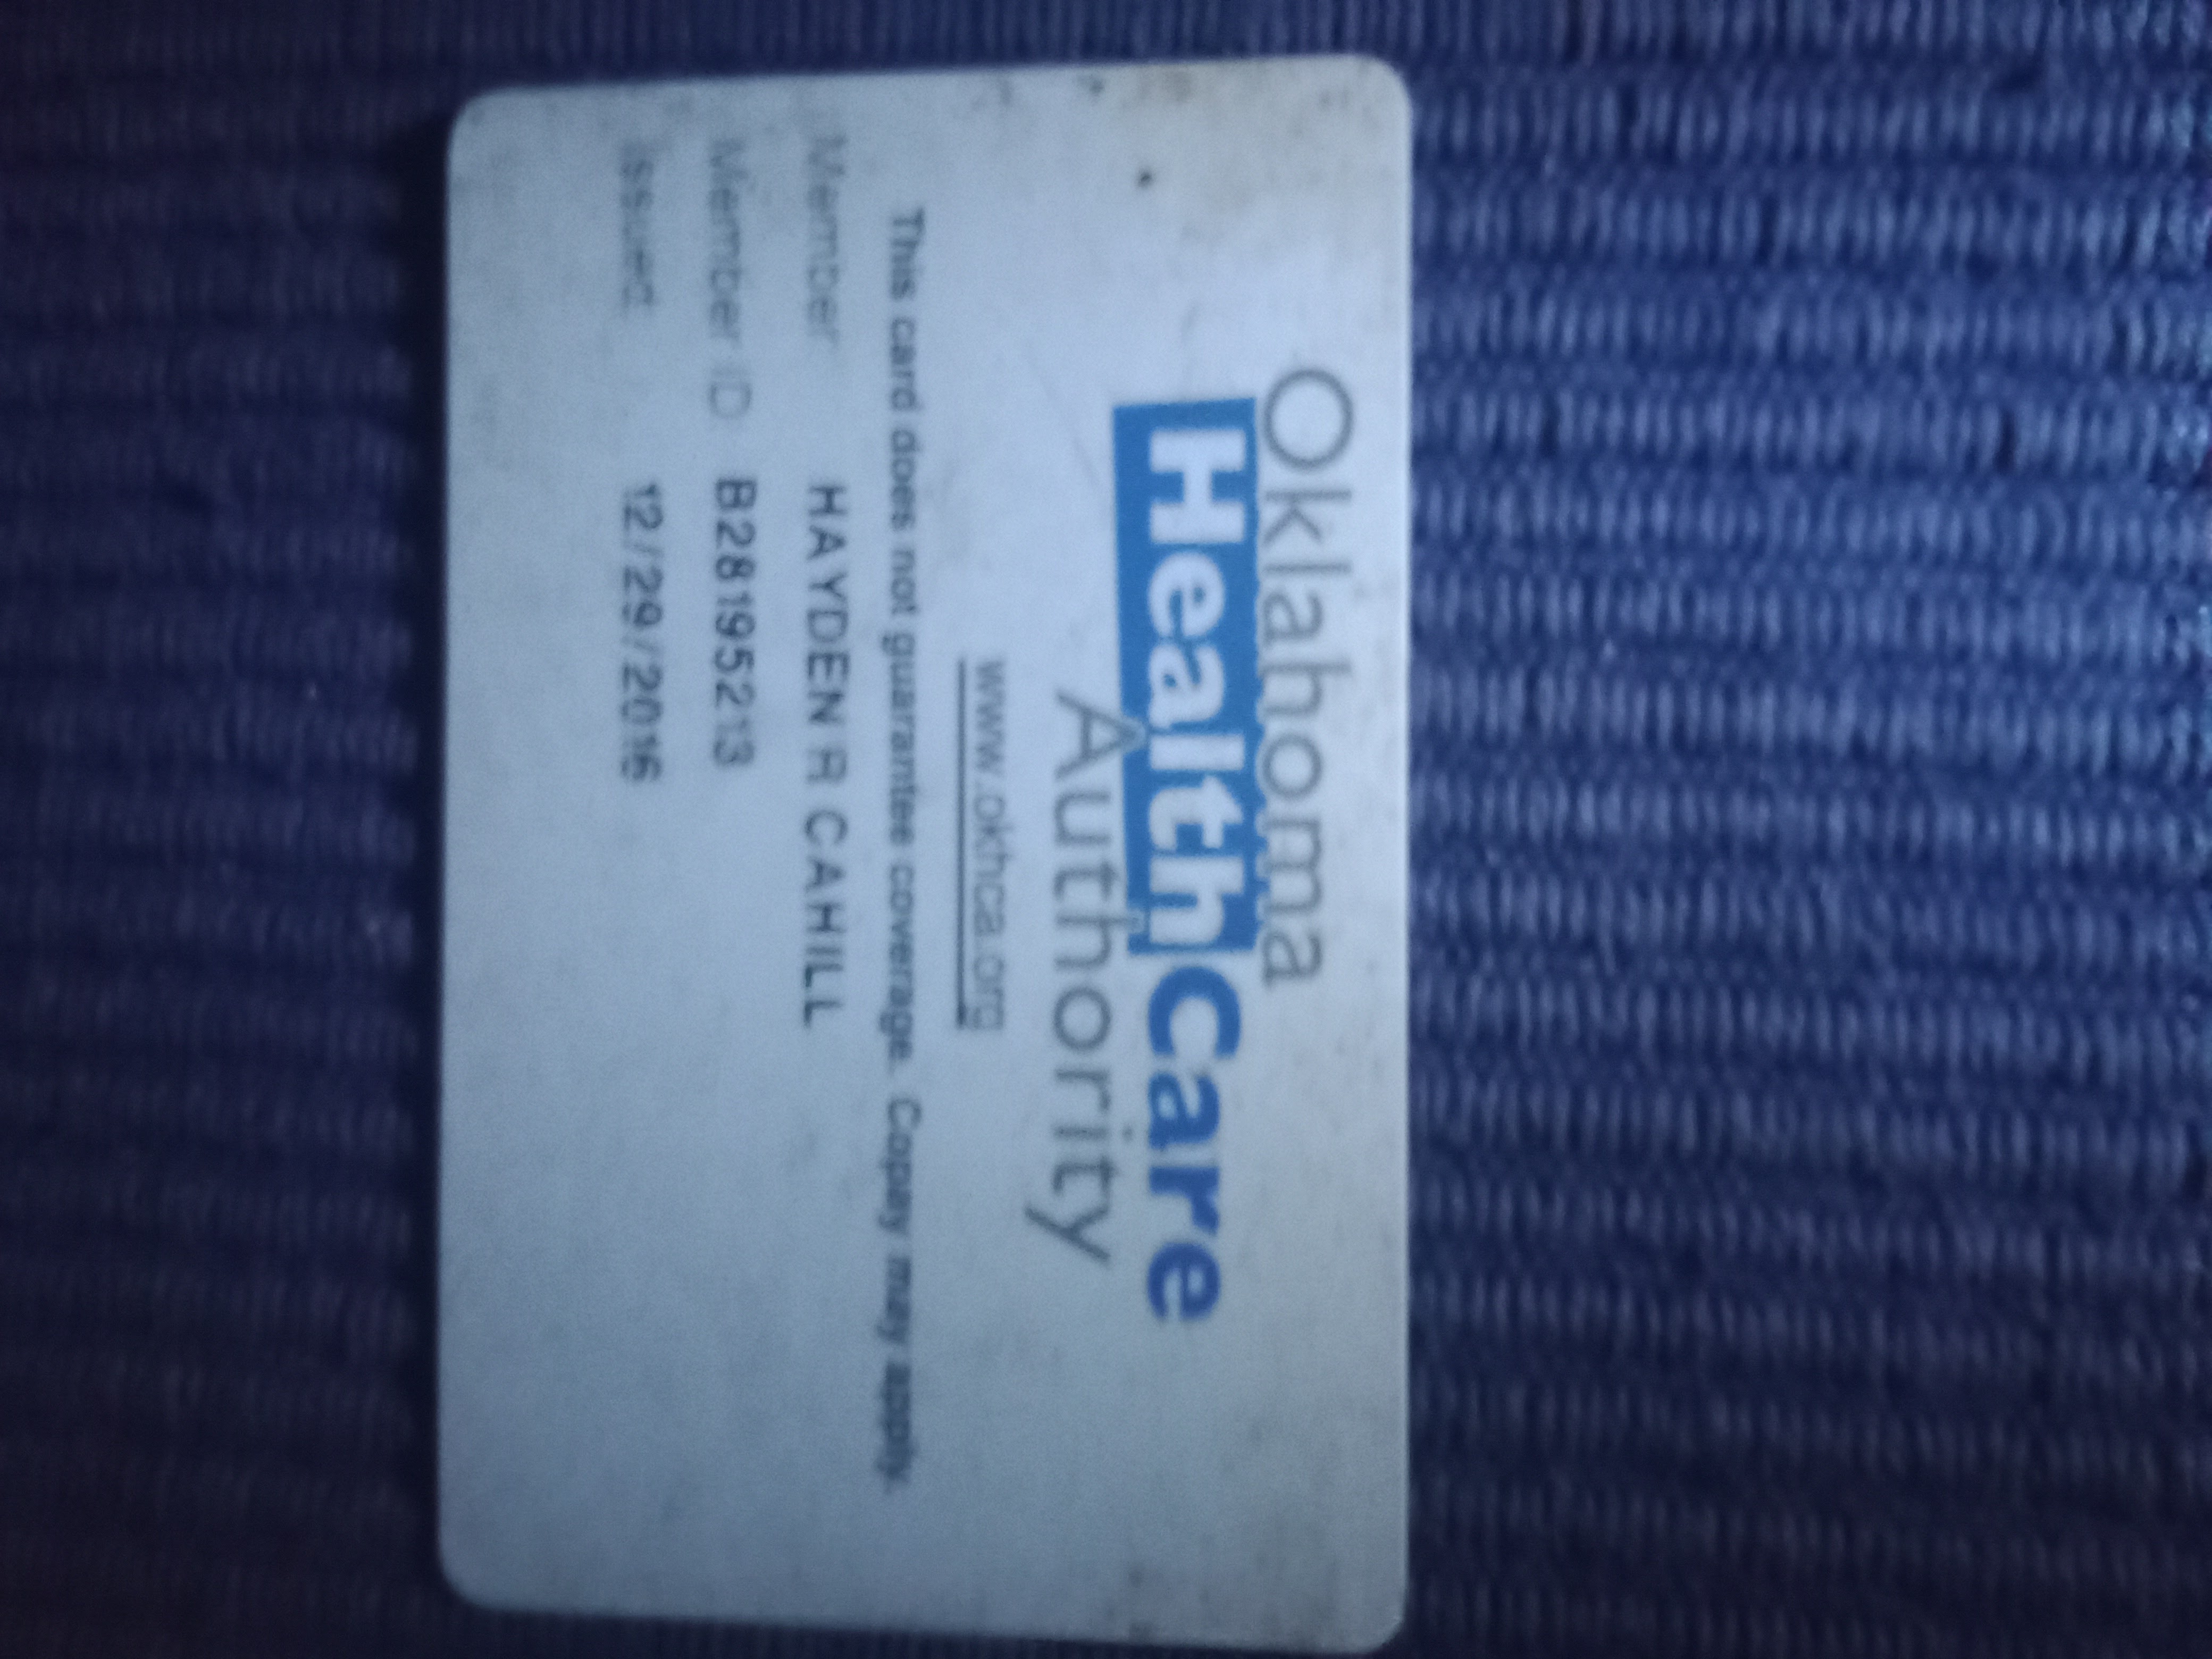 Oklahoma
HealthCare
Authority
www.okhca.org
This card does not guarantee coverage. Copay may apply.
Member HAYDEN R CAHILL
Member ID B28195213
Issued 12/29/2016